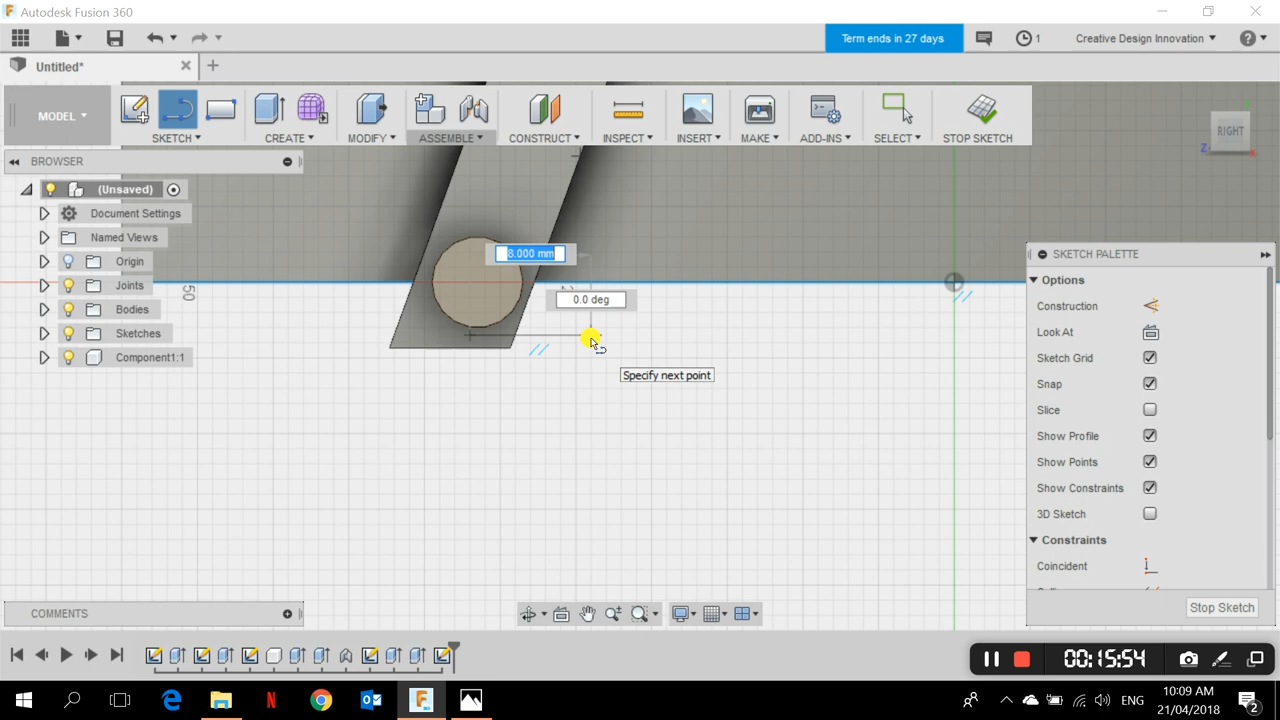 Autodesk Fusion 360
Term ends in 27 days
1
Creative Design Innovation
Untitled*
MODEL
SKETCH
CREATE
MODIFY
ASSEMBLE
CONSTRUCT
INSPECT
INSERT
MAKE
ADD-INS
SELECT
STOP SKETCH
RIGHT
Z
X
BROWSER
(Unsaved)
Document Settings
Named Views
Origin
Joints
Bodies
Sketches
Component1:1
50
8.000 mm
0.0 deg
Specify next point
SKETCH PALETTE
Options
Construction
Look At
Sketch Grid
Snap
Slice
Show Profile
Show Points
Show Constraints
3D Sketch
Constraints
Coincident
Stop Sketch
COMMENTS
00:15:54
ENG
10:09 AM
21/04/2018
2